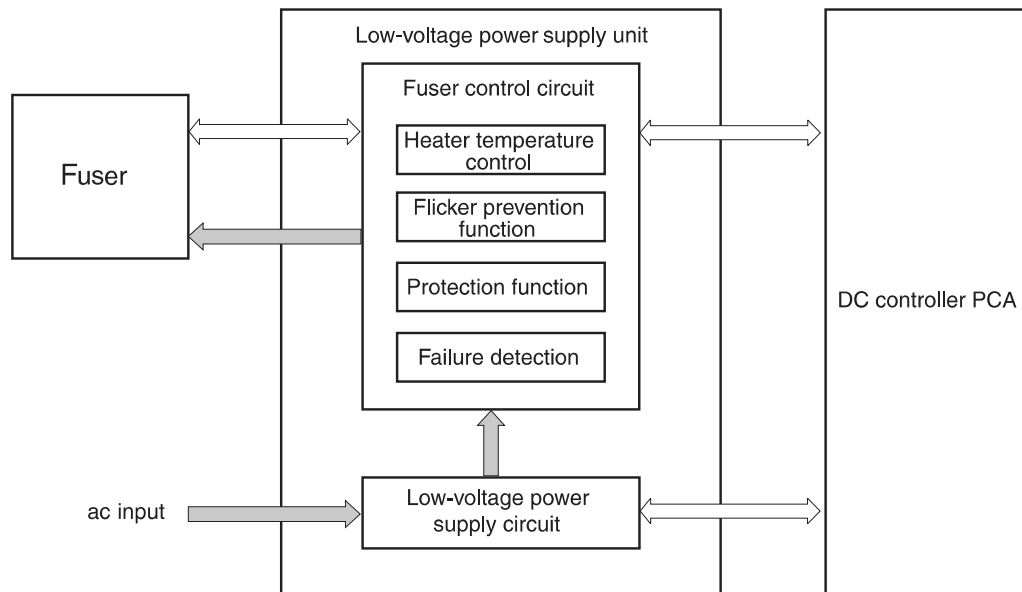 Low-voltage power supply unit
Fuser control circuit
Fuser
Heater temperature
control
Flicker prevention
function
Protection function
DC controller PCA
Failure detection
ac input
Low-voltage power
supply circuit